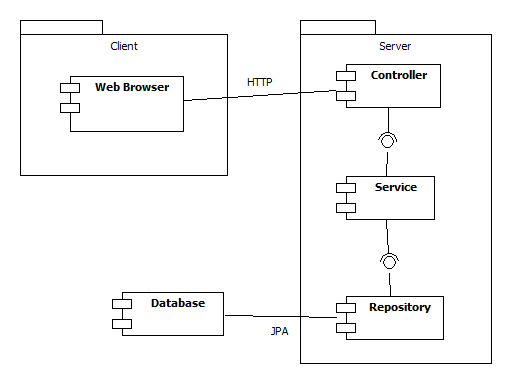 Client
Server
Web Browser
HTTP
Controller
Service
Database
JPA
Repository